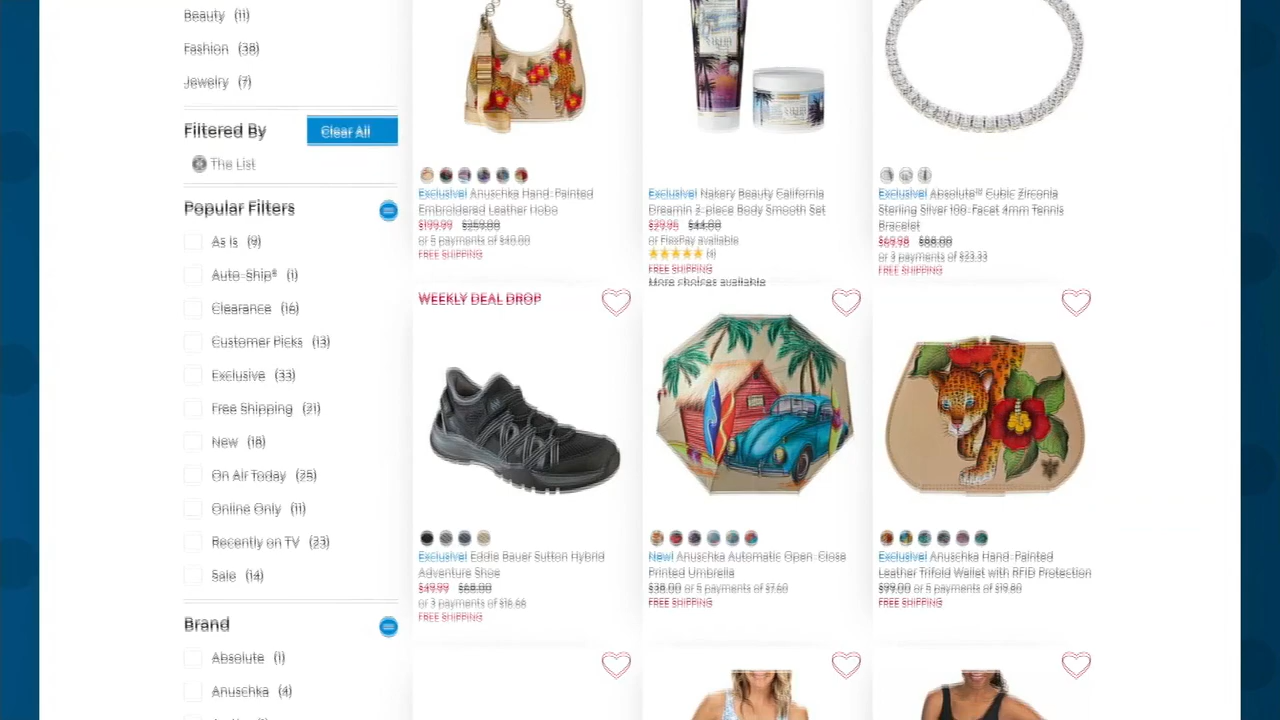 Beauty (11)
Fashion (38)
Jewelry (7)
Filtered By
Clear All
The List
Popular Filters
As Is (9)
Auto-Ship® (1)
Clearance (16)
Customer Picks (13)
Exclusive (33)
Free Shipping (21)
New (18)
On Air Today (25)
Online Only (11)
Recently on TV (23)
Sale (14)
Brand
Absolute (1)
Anuschka (4)
Exclusive! Anuschka Hand-Painted
Embroidered Leather Hobo
$199.99 $259.00
or 5 payments of $40.00
FREE SHIPPING
Exclusive! Nakery Beauty California
Dreamin 2-piece Body Smooth Set
$29.95 $44.00
or FlexPay available
(4)
FREE SHIPPING
More choices available
Exclusive! Absolute™ Cubic Zirconia
Sterling Silver 100-Facet 4mm Tennis
Bracelet
$69.98 $88.00
or 3 payments of $23.33
FREE SHIPPING
WEEKLY DEAL DROP
Exclusive! Eddie Bauer Sutton Hybrid
Adventure Shoe
$49.99 $68.00
or 3 payments of $16.66
FREE SHIPPING
New! Anuschka Automatic Open-Close
Printed Umbrella
$38.00 or 5 payments of $7.60
FREE SHIPPING
Exclusive! Anuschka Hand-Painted
Leather Trifold Wallet with RFID Protection
$99.00 or 5 payments of $19.80
FREE SHIPPING